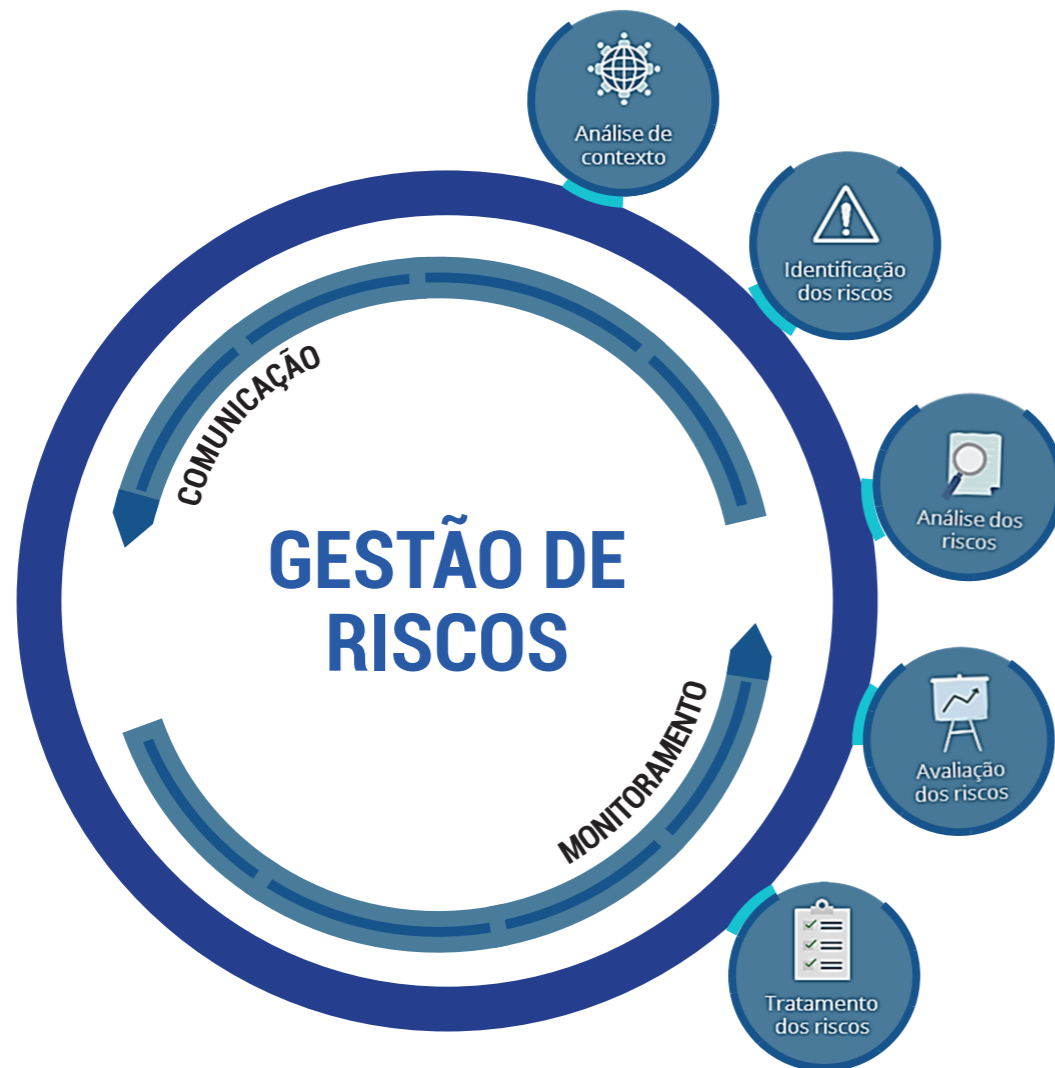 Análise de
contexto
Identificação
dos riscos
Análise dos
riscos
Avaliação
dos riscos
Tratamento
dos riscos
COMUNICAÇÃO
GESTÃO DE
RISCOS
MONITORAMENTO